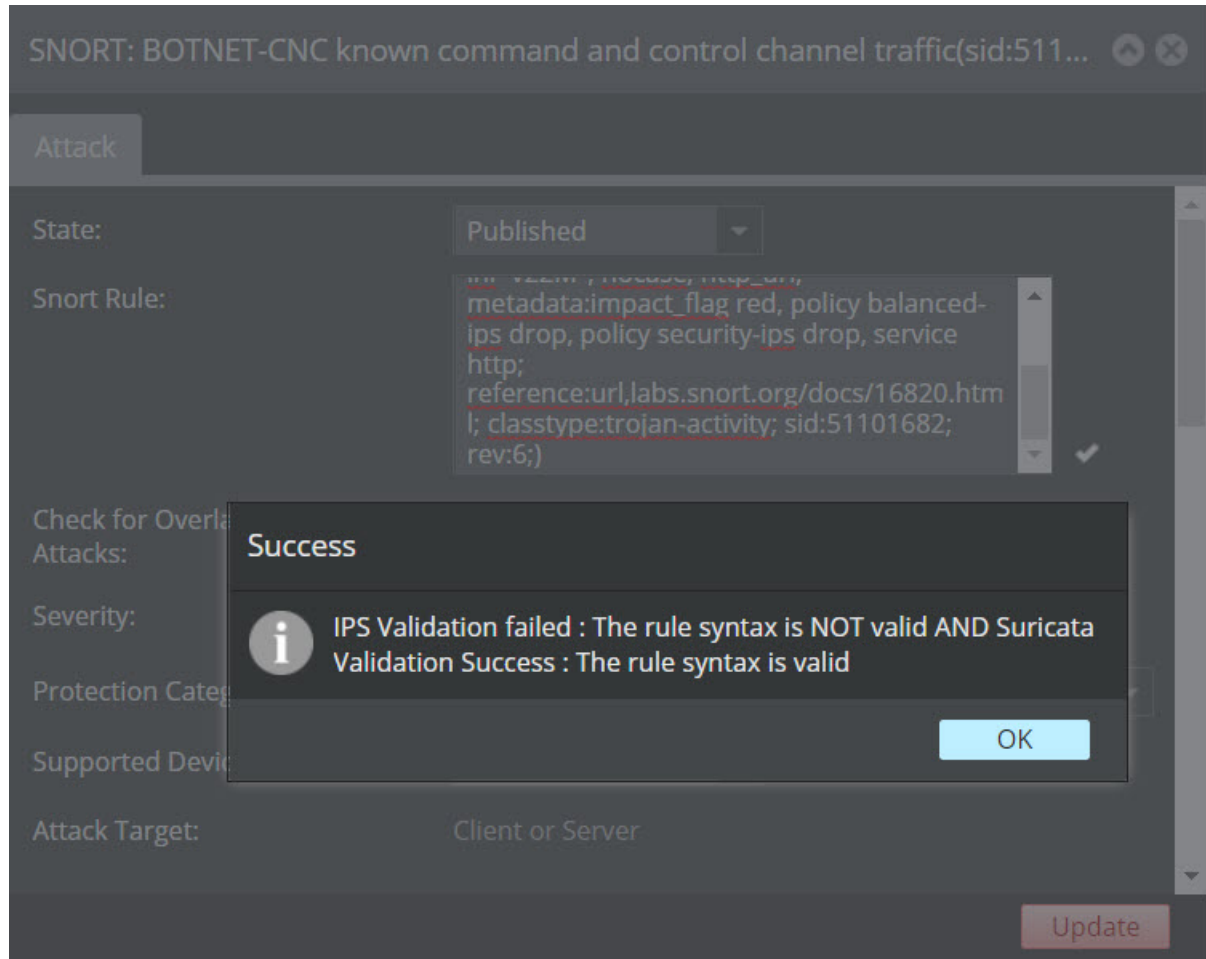 SNORT: BOTNET-CNC known command and control channel traffic(sid:511...
Attack
State:
Published
Snort Rule:
metadata:impact_flag red, policy balanced-
ips drop, policy security-ips drop, service
http;
reference:url,labs.snort.org/docs/16820.htm
l; classtype:trojan-activity; sid:51101682;
rev:6;)
Check for Overla
Attacks:
Success
Severity:
IPS Validation failed : The rule syntax is NOT valid AND Suricata
Validation Success : The rule syntax is valid
Protection Categ
OK
Supported Devic
Attack Target:
Client or Server
Update